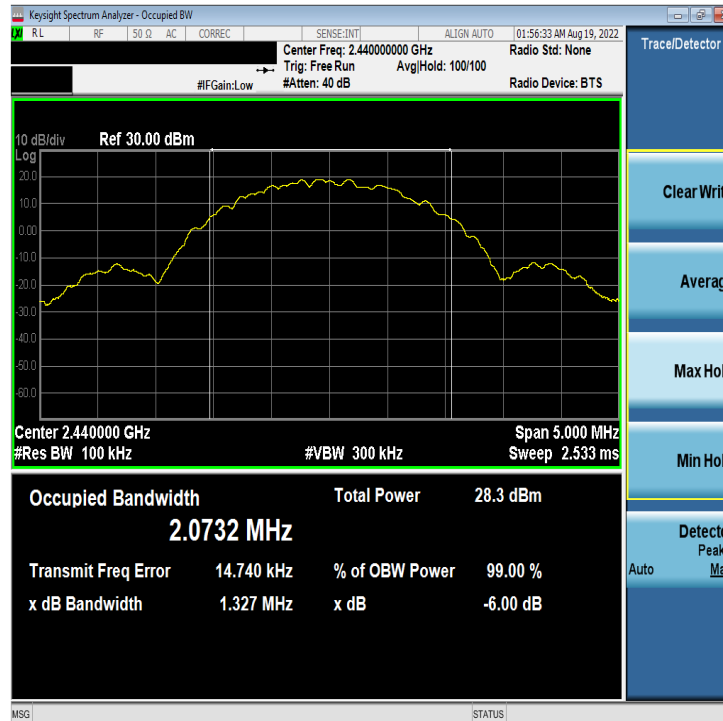 Keysight Spectrum Analyzer - Occupied BW
RL RF 50 Ω AC CORREC SENSE:INT ALIGN AUTO 01:56:33 AM Aug 19, 2022
Center Freq: 2.440000000 GHz Radio Std: None
Trig: Free Run Avg|Hold: 100/100
#IFGain:Low #Atten: 40 dB Radio Device: BTS
10 dB/div Ref 30.00 dBm
Log
20.0
10.0
0.00
-10.0
-20.0
-30.0
-40.0
-50.0
-60.0
Center 2.440000 GHz Span 5.000 MHz
#Res BW 100 kHz #VBW 300 kHz Sweep 2.533 ms
Occupied Bandwidth Total Power 28.3 dBm
2.0732 MHz
Transmit Freq Error 14.740 kHz % of OBW Power 99.00 %
x dB Bandwidth 1.327 MHz x dB -6.00 dB
MSG STATUS
Trace/Detector
Clear Writ
Averag
Max Hol
Min Hol
Detecto
Peak
Auto Ma